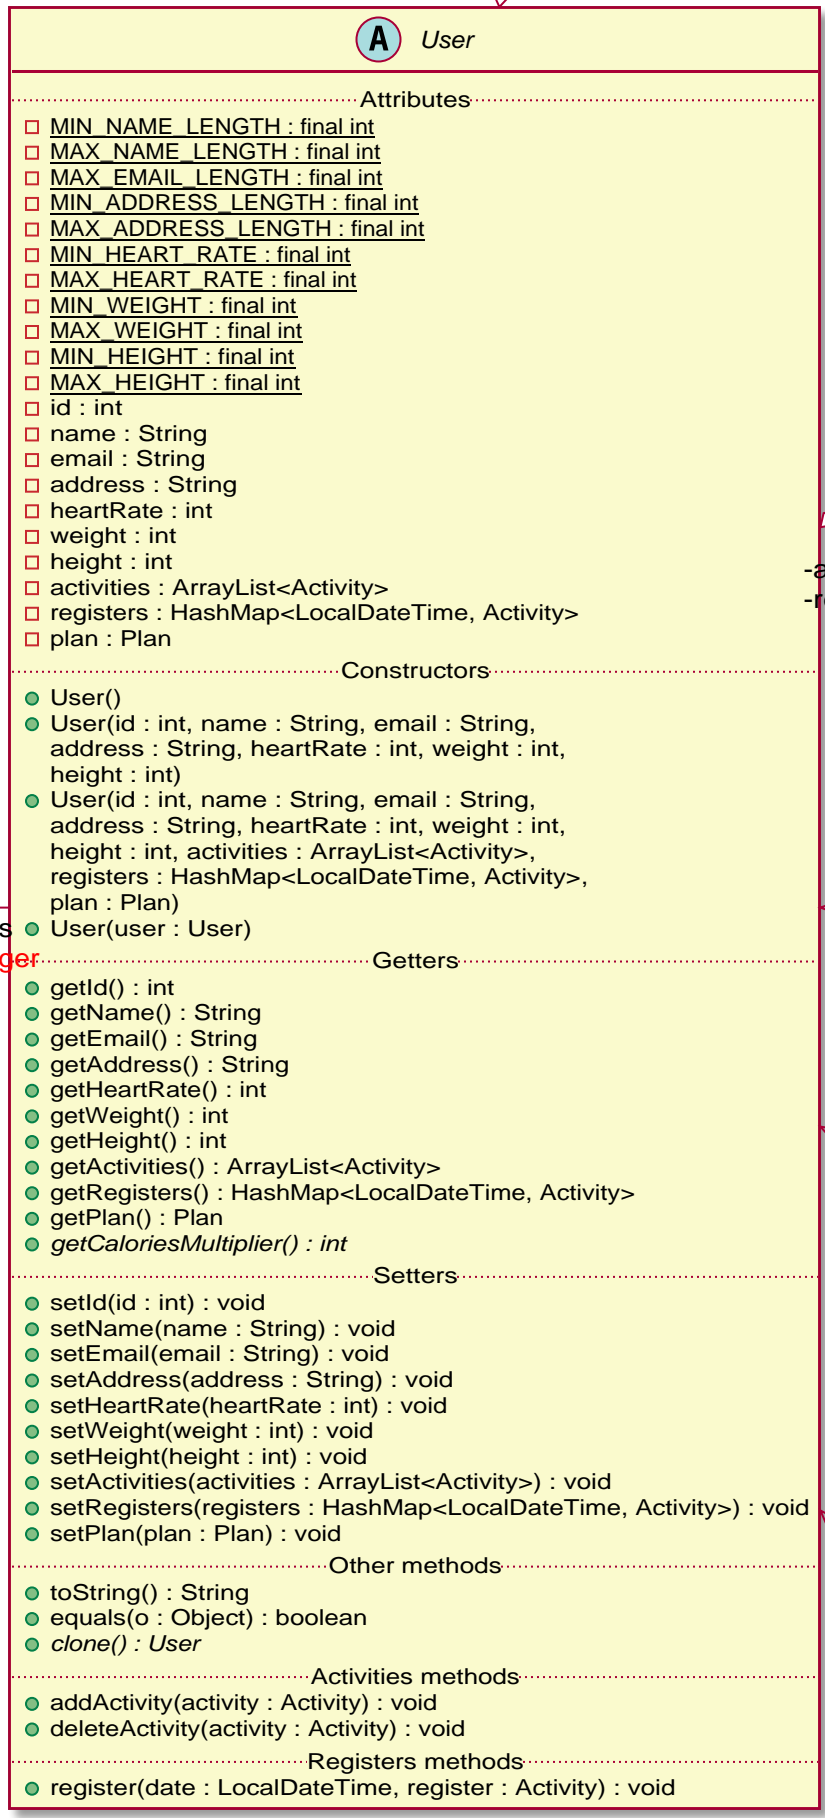 A User
Attributes
MIN_NAME_LENGTH : final int
MAX_NAME_LENGTH : final int
MAX_EMAIL_LENGTH : final int
MIN_ADDRESS_LENGTH : final int
MAX_ADDRESS_LENGTH : final int
MIN_HEART_RATE : final int
MAX_HEART_RATE : final int
MIN_WEIGHT : final int
MAX_WEIGHT : final int
MIN_HEIGHT : final int
MAX_HEIGHT : final int
id : int
name : String
email : String
address : String
heartRate : int
weight : int
height : int
activities : ArrayList<Activity>
registers : HashMap<LocalDateTime, Activity>
plan : Plan
Constructors
User()
User(id : int, name : String, email : String,
address : String, heartRate : int, weight : int,
height : int)
User(id : int, name : String, email : String,
address : String, heartRate : int, weight : int,
height : int, activities : ArrayList<Activity>,
registers : HashMap<LocalDateTime, Activity>,
plan : Plan)
User(user : User)
Getters
getId() : int
getName() : String
getEmail() : String
getAddress() : String
getHeartRate() : int
getWeight() : int
getHeight() : int
getActivities() : ArrayList<Activity>
getRegisters() : HashMap<LocalDateTime, Activity>
getPlan() : Plan
getCaloriesMultiplier() : int
Setters
setId(id : int) : void
setName(name : String) : void
setEmail(email : String) : void
setAddress(address : String) : void
setHeartRate(heartRate : int) : void
setWeight(weight : int) : void
setHeight(height : int) : void
setActivities(activities : ArrayList<Activity>) : void
setRegisters(registers : HashMap<LocalDateTime, Activity>) : void
setPlan(plan : Plan) : void
Other methods
toString() : String
equals(o : Object) : boolean
clone() : User
Activities methods
addActivity(activity : Activity) : void
deleteActivity(activity : Activity) : void
Registers methods
register(date : LocalDateTime, register : Activity) : void